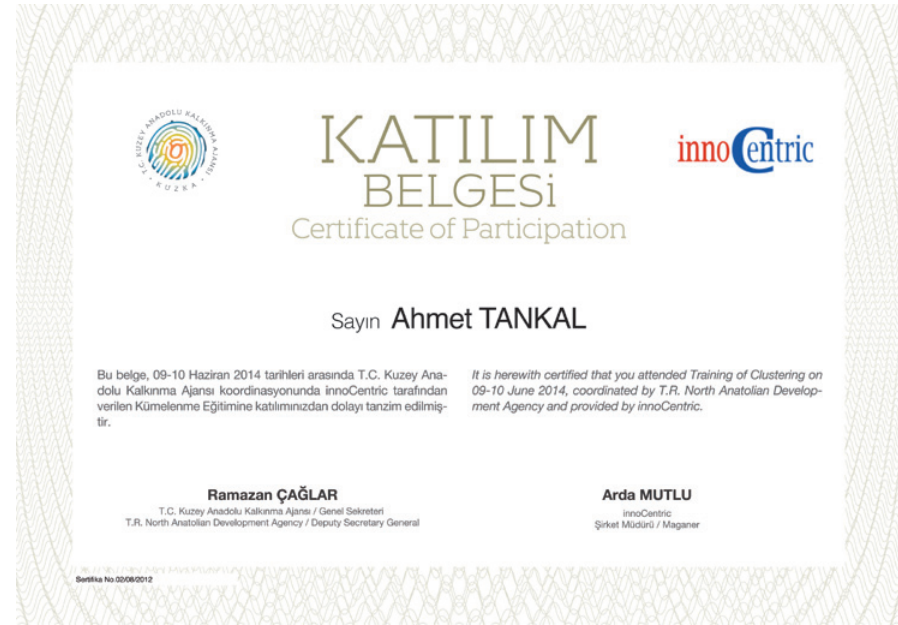 T.C. KUZEY ANADOLU KALKINMA AJANSI
KUZKA
KATILIM
BELGESi
Certificate of Participation
innoCentric
Sayın Ahmet TANKAL
Bu belge, 09-10 Haziran 2014 tarihleri arasında T.C. Kuzey Ana-
dolu Kalkınma Ajansı koordinasyonunda innoCentric tarafından
verilen Kümelenme Eğitimine katılımınızdan dolayı tanzim edilmiş-
tir.
It is herewith certified that you attended Training of Clustering on
09-10 June 2014, coordinated by T.R. North Anatolian Develop-
ment Agency and provided by innoCentric.
Ramazan ÇAĞLAR
T.C. Kuzey Anadolu Kalkınma Ajansı / Genel Sekreteri
T.R. North Anatolian Development Agency / Deputy Secretary General
Arda MUTLU
innoCentric
Şirket Müdürü / Maganer
Sertifika No.02/08/2012